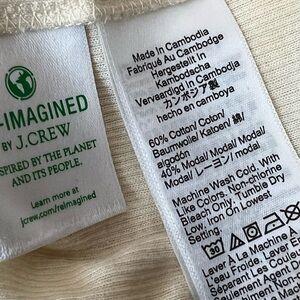 -IMAGINED
BY J.CREW
SPIRED BY THE PLANET
AND ITS PEOPLE.
Learn more at
jcrew.com/reimagined
Made In Cambodia
Fabriqué Au Cambodge
Hergestellt In
Kambodscha
Vervaardigd In Cambodja
カンボジア製
hecho en camboya
60% Cotton/ Coton/
Baumwolle/ Katoen/ 綿/
algodón
40% Modal/ Modal/ Modal/
Modal/ レーヨン/ modal
Machine Wash Cold. With
Like Colors. Non-chlorine
Bleach Only. Tumble Dry
Low. Iron On Lowest
Setting.
Laver À La Machine À
L'eau Froide. Laver
Séparant Les Couleurs